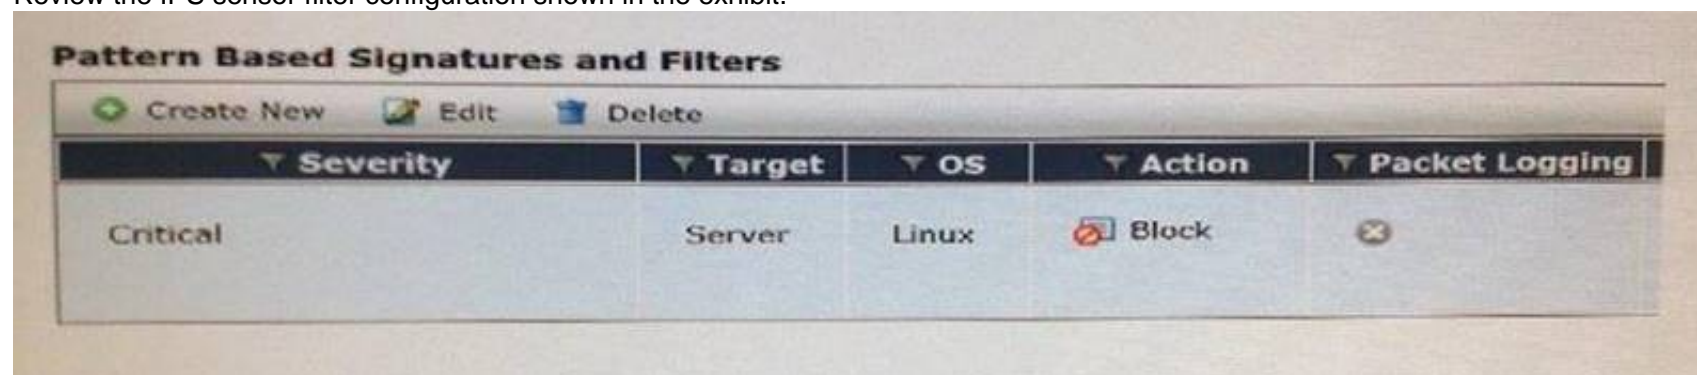 Review the IPS sensor filter configuration shown in the exhibit.
Pattern Based Signatures and Filters
Create New Edit Delete
Severity Target OS Action Packet Logging
Critical Server Linux Block